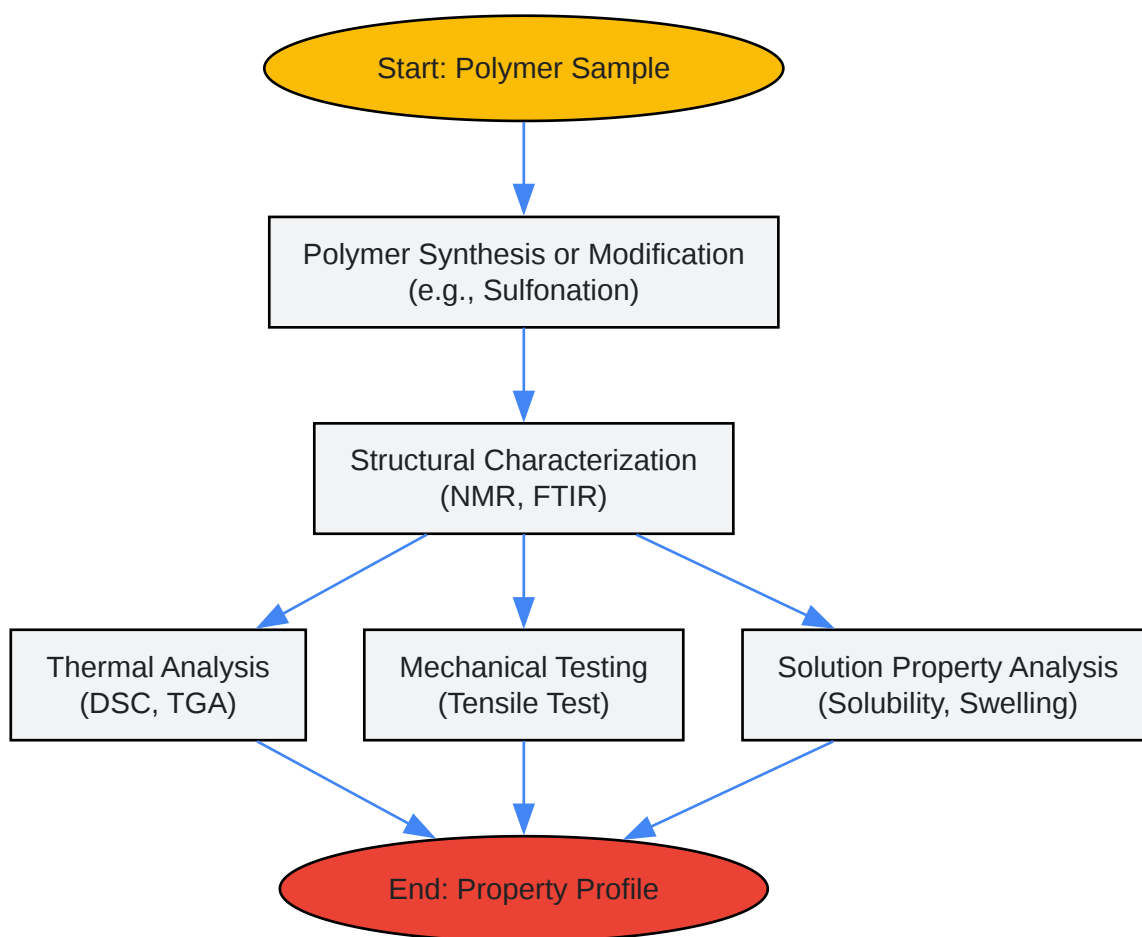 Start: Polymer Sample
Polymer Synthesis or Modification
(e.g., Sulfonation)
Structural Characterization
(NMR, FTIR)
Thermal Analysis
(DSC, TGA)
Mechanical Testing
(Tensile Test)
Solution Property Analysis
(Solubility, Swelling)
End: Property Profile